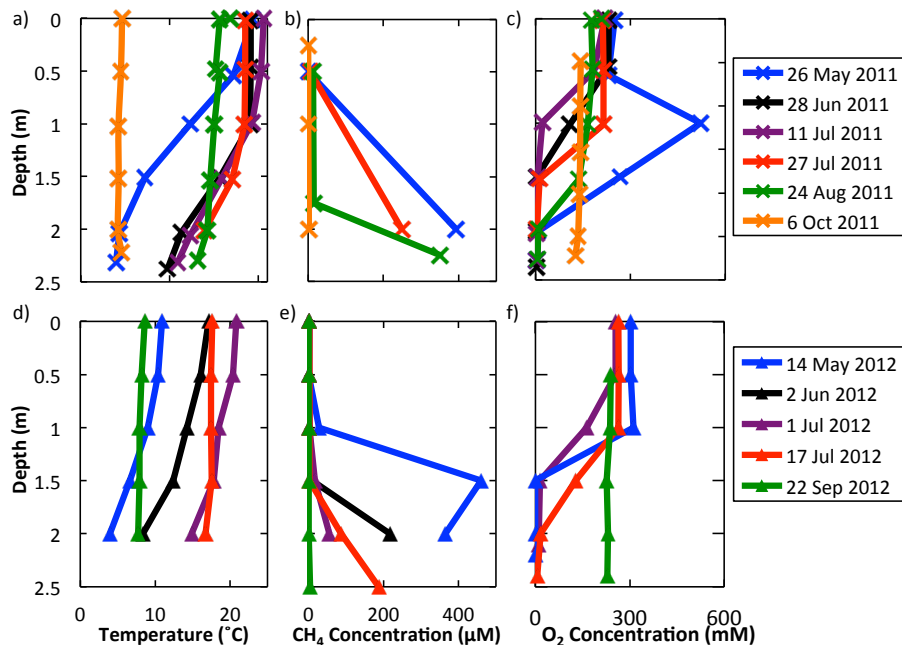 a)
b)
c)
0
0.5
1
1.5
2
2.5
Depth (m)
0
300
600
26 May 2011
28 Jun 2011
11 Jul 2011
27 Jul 2011
24 Aug 2011
6 Oct 2011
d)
e)
f)
0
0.5
1
1.5
2
2.5
Depth (m)
14 May 2012
2 Jun 2012
1 Jul 2012
17 Jul 2012
22 Sep 2012
0 10 20
0 200 400
0 300 600
Temperature (˚C)
CH4 Concentration (µM)
O2 Concentration (mM)